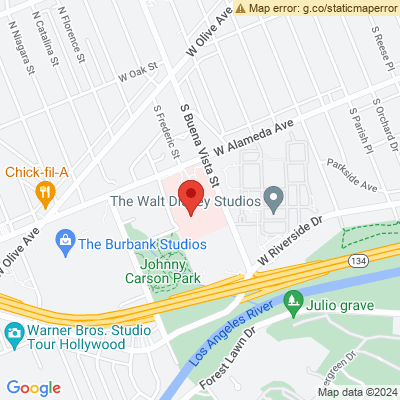 Map error: g.co/staticmaperror
N Niagara St
N Catalina St
N Florence St
W Olive Ave
W Oak St
S Reese Pl
S Orchard Dr
S Parish Pl
S Buena Vista St
S Frederic St
W Alameda Ave
Parkside Ave
Chick-fil-A
The Walt Disney Studios
W Olive Ave
The Burbank Studios
W Riverside Dr
Johnny
Carson Park
134
Warner Bros. Studio
Tour Hollywood
Los Angeles River
Julio grave
Forest Lawn Dr
Evergreen Dr
Google
Map data ©2024